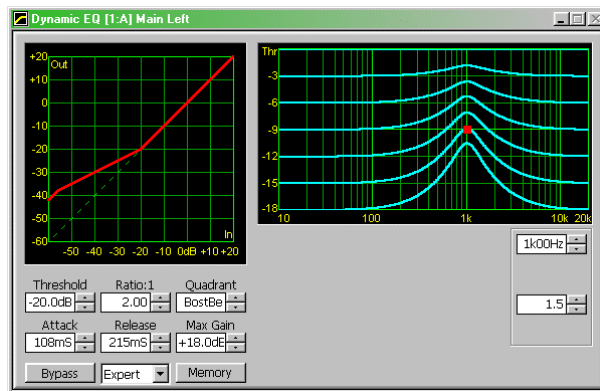 Dynamic EQ [1:A] Main Left
+20
Out
+10
0
-10
-20
-30
-40
-50
-60
In
-50 -40 -30 -20 -10 0dB +10 +20
Thr
-3
-6
-9
-12
-15
-18
10 100 1k 10k 20k
Threshold Ratio:1 Quadrant
-20.0dB 2.00 BostBe
Attack Release Max Gain
108mS 215mS +18.0dE
Bypass Expert Memory
1k00Hz
1.5